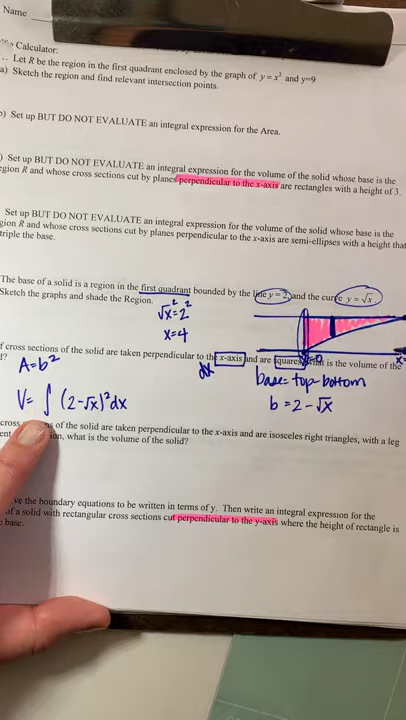 Name
Calculator:
Let R be the region in the first quadrant enclosed by the graph of y = x² and y=9
a) Sketch the region and find relevant intersection points.
) Set up BUT DO NOT EVALUATE an integral expression for the Area.
) Set up BUT DO NOT EVALUATE an integral expression for the volume of the solid whose base is the
gion R and whose cross sections cut by planes perpendicular to the x-axis are rectangles with a height of 3.
Set up BUT DO NOT EVALUATE an integral expression for the volume of the solid whose base is the
gion R and whose cross sections cut by planes perpendicular to the x-axis are semi-ellipses with a height that
triple the base.
The base of a solid is a region in the first quadrant bounded by the line y = 2, and the curve y = √x.
Sketch the graphs and shade the Region.
√x²=2²
x=4
f cross sections of the solid are taken perpendicular to the x-axis and are squares, what is the volume of the
d?
A=b²
dx
base=top-bottom
V= ∫ (2-√x)² dx
b = 2-√x
cross of the solid are taken perpendicular to the x-axis and are isosceles right triangles, with a leg
on, what is the volume of the solid?
ve the boundary equations to be written in terms of y. Then write an integral expression for the
of a solid with rectangular cross sections cut perpendicular to the y-axis where the height of rectangle is
base.